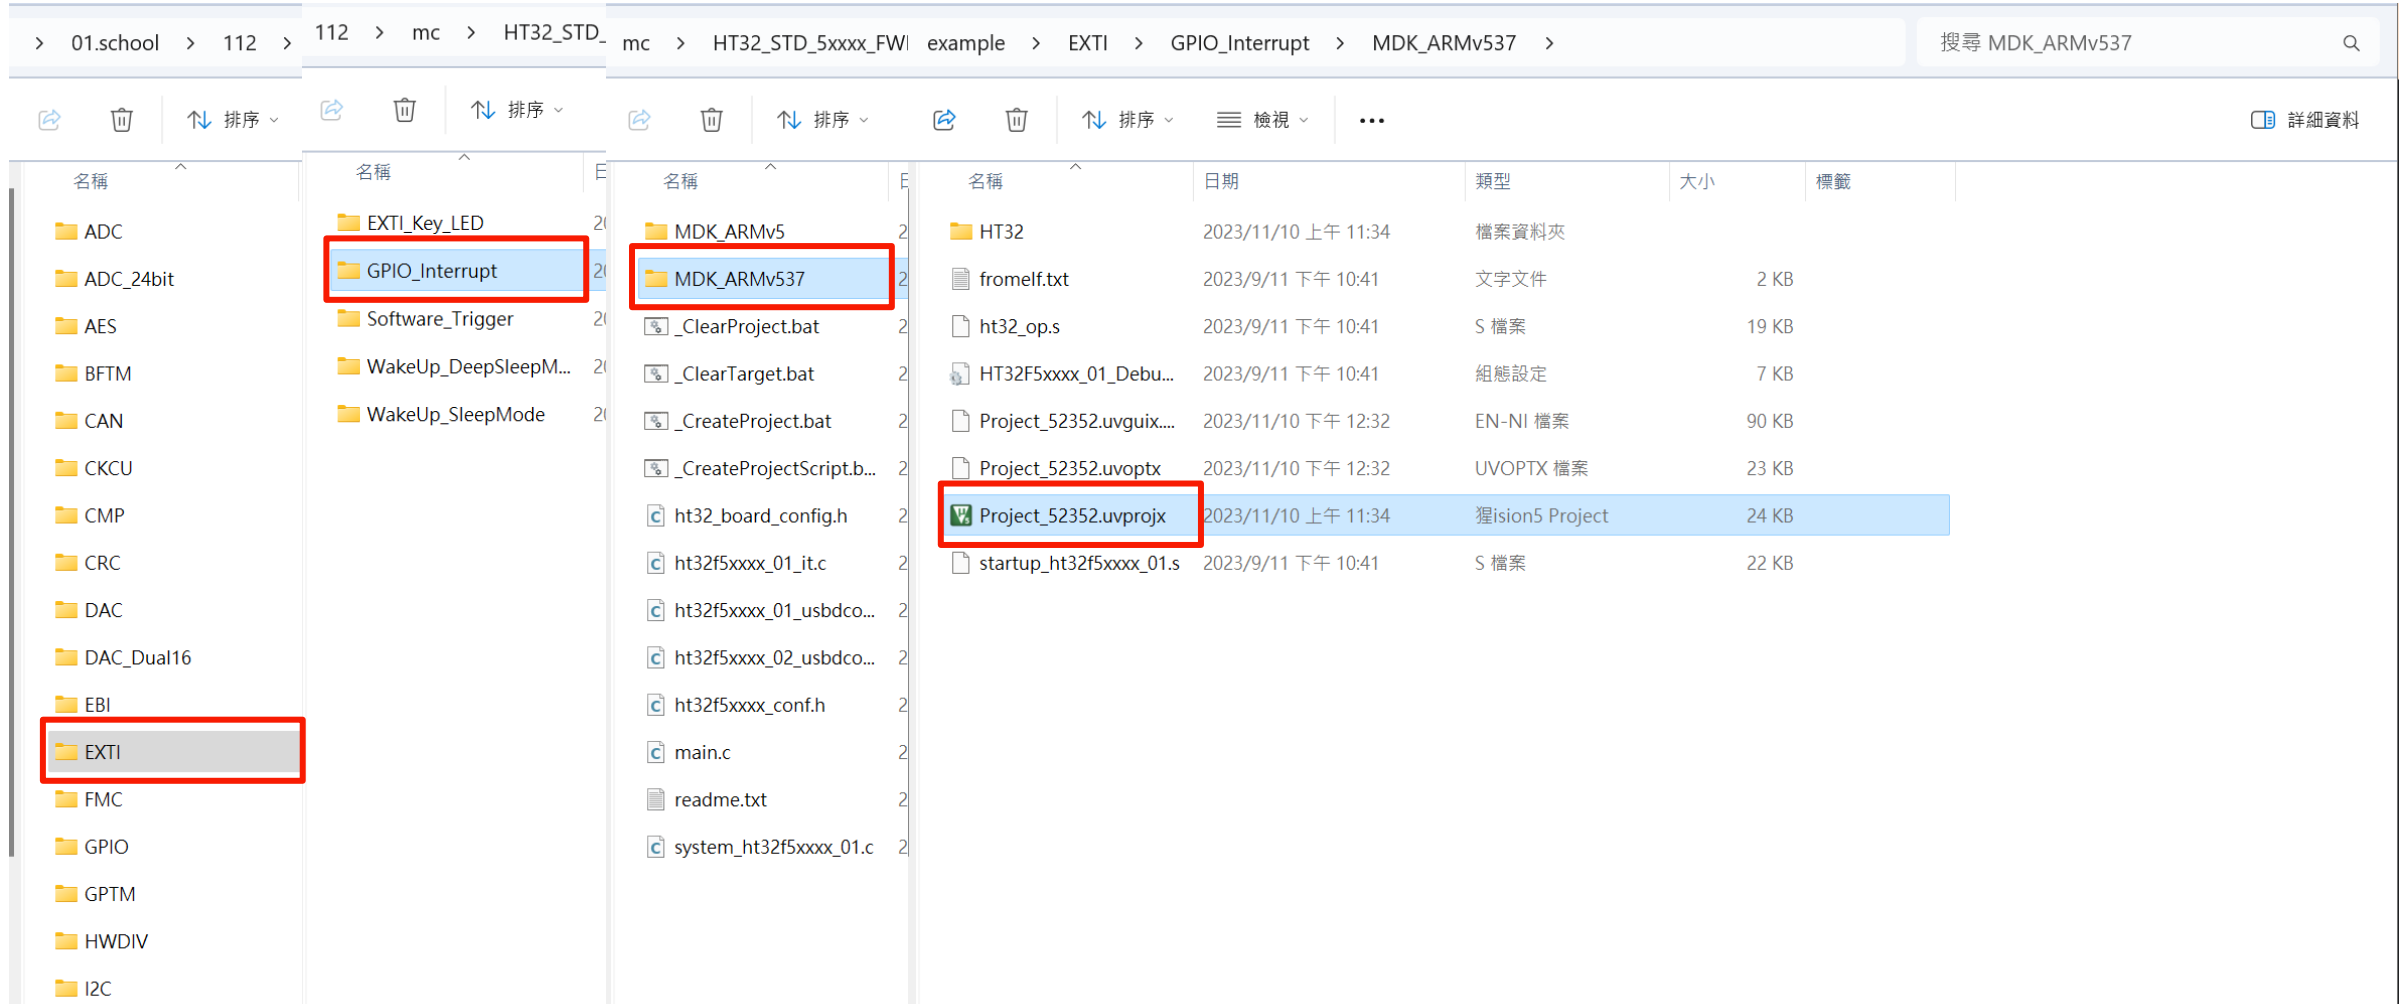 01.school
112
112
mc
HT32_STD_
mc
HT32_STD_5xxxx_FWI
example
EXTI
GPIO_Interrupt
MDK_ARMv537
搜尋 MDK_ARMv537
排序
排序
排序
排序
檢視
詳細資料
名稱
ADC
ADC_24bit
AES
BFTM
CAN
CKCU
CMP
CRC
DAC
DAC_Dual16
EBI
EXTI
FMC
GPIO
GPTM
HWDIV
I2C
名稱
EXTI_Key_LED
GPIO_Interrupt
Software_Trigger
WakeUp_DeepSleepM...
WakeUp_SleepMode
名稱
MDK_ARMv5
MDK_ARMv537
_ClearProject.bat
_ClearTarget.bat
_CreateProject.bat
_CreateProjectScript.b...
ht32_board_config.h
ht32f5xxxx_01_it.c
ht32f5xxxx_01_usbdco...
ht32f5xxxx_02_usbdco...
ht32f5xxxx_conf.h
main.c
readme.txt
system_ht32f5xxxx_01.c
名稱 日期 類型 大小 標籤
HT32 2023/11/10 上午 11:34 檔案資料夾
fromelf.txt 2023/9/11 下午 10:41 文字文件 2 KB
ht32_op.s 2023/9/11 下午 10:41 S 檔案 19 KB
HT32F5xxxx_01_Debu... 2023/9/11 下午 10:41 組態設定 7 KB
Project_52352.uvguix.... 2023/11/10 下午 12:32 EN-NI 檔案 90 KB
Project_52352.uvoptx 2023/11/10 下午 12:32 UVOPTX 檔案 23 KB
Project_52352.uvprojx 2023/11/10 上午 11:34 猩ision5 Project 24 KB
startup_ht32f5xxxx_01.s 2023/9/11 下午 10:41 S 檔案 22 KB